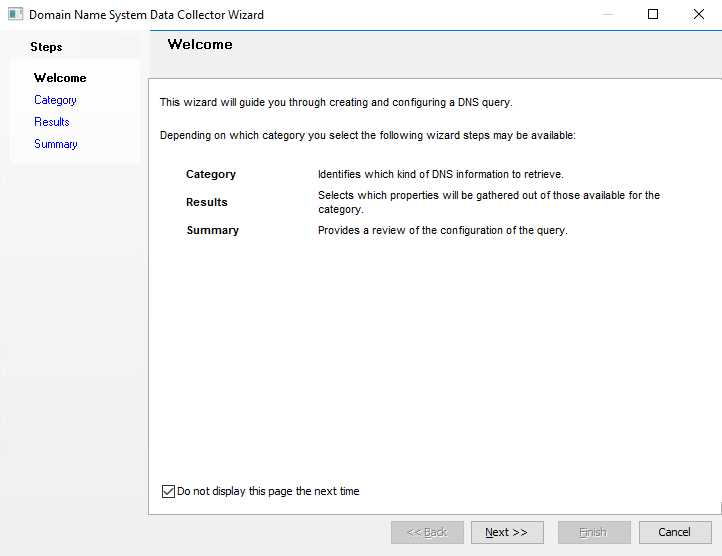 Domain Name System Data Collector Wizard
Steps
Welcome
Category
Results
Summary
Welcome
This wizard will guide you through creating and configuring a DNS query.
Depending on which category you select the following wizard steps may be available:
Category Identifies which kind of DNS information to retrieve.
Results Selects which properties will be gathered out of those available for the
category.
Summary Provides a review of the configuration of the query.
Do not display this page the next time
<< Back Next >> Finish Cancel